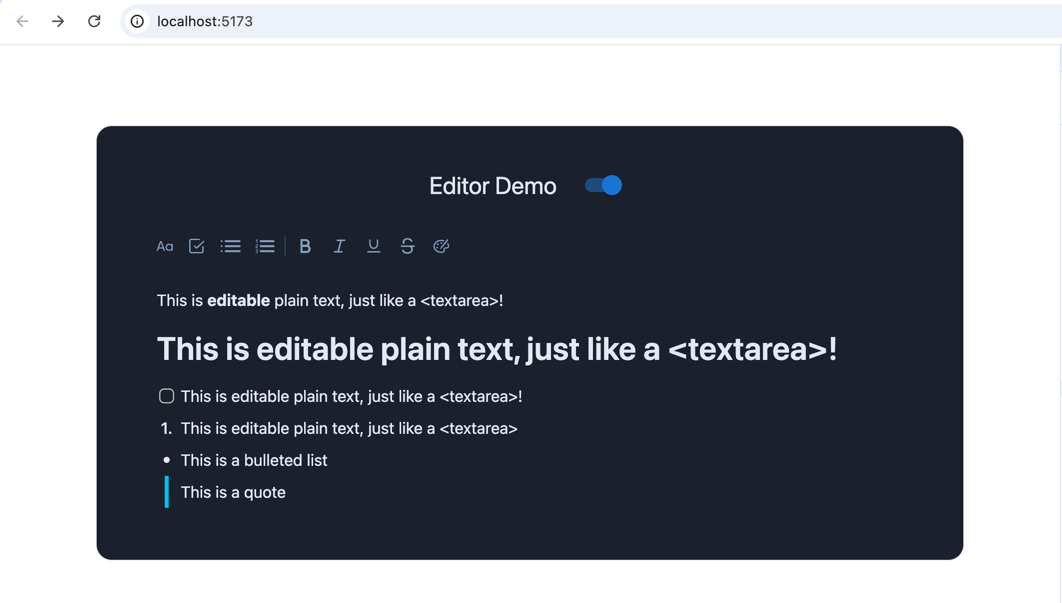 localhost:5173
Editor Demo
Aa B I U S
This is editable plain text, just like a <textarea>!
This is editable plain text, just like a <textarea>!
This is editable plain text, just like a <textarea>!
1. This is editable plain text, just like a <textarea>
• This is a bulleted list
This is a quote